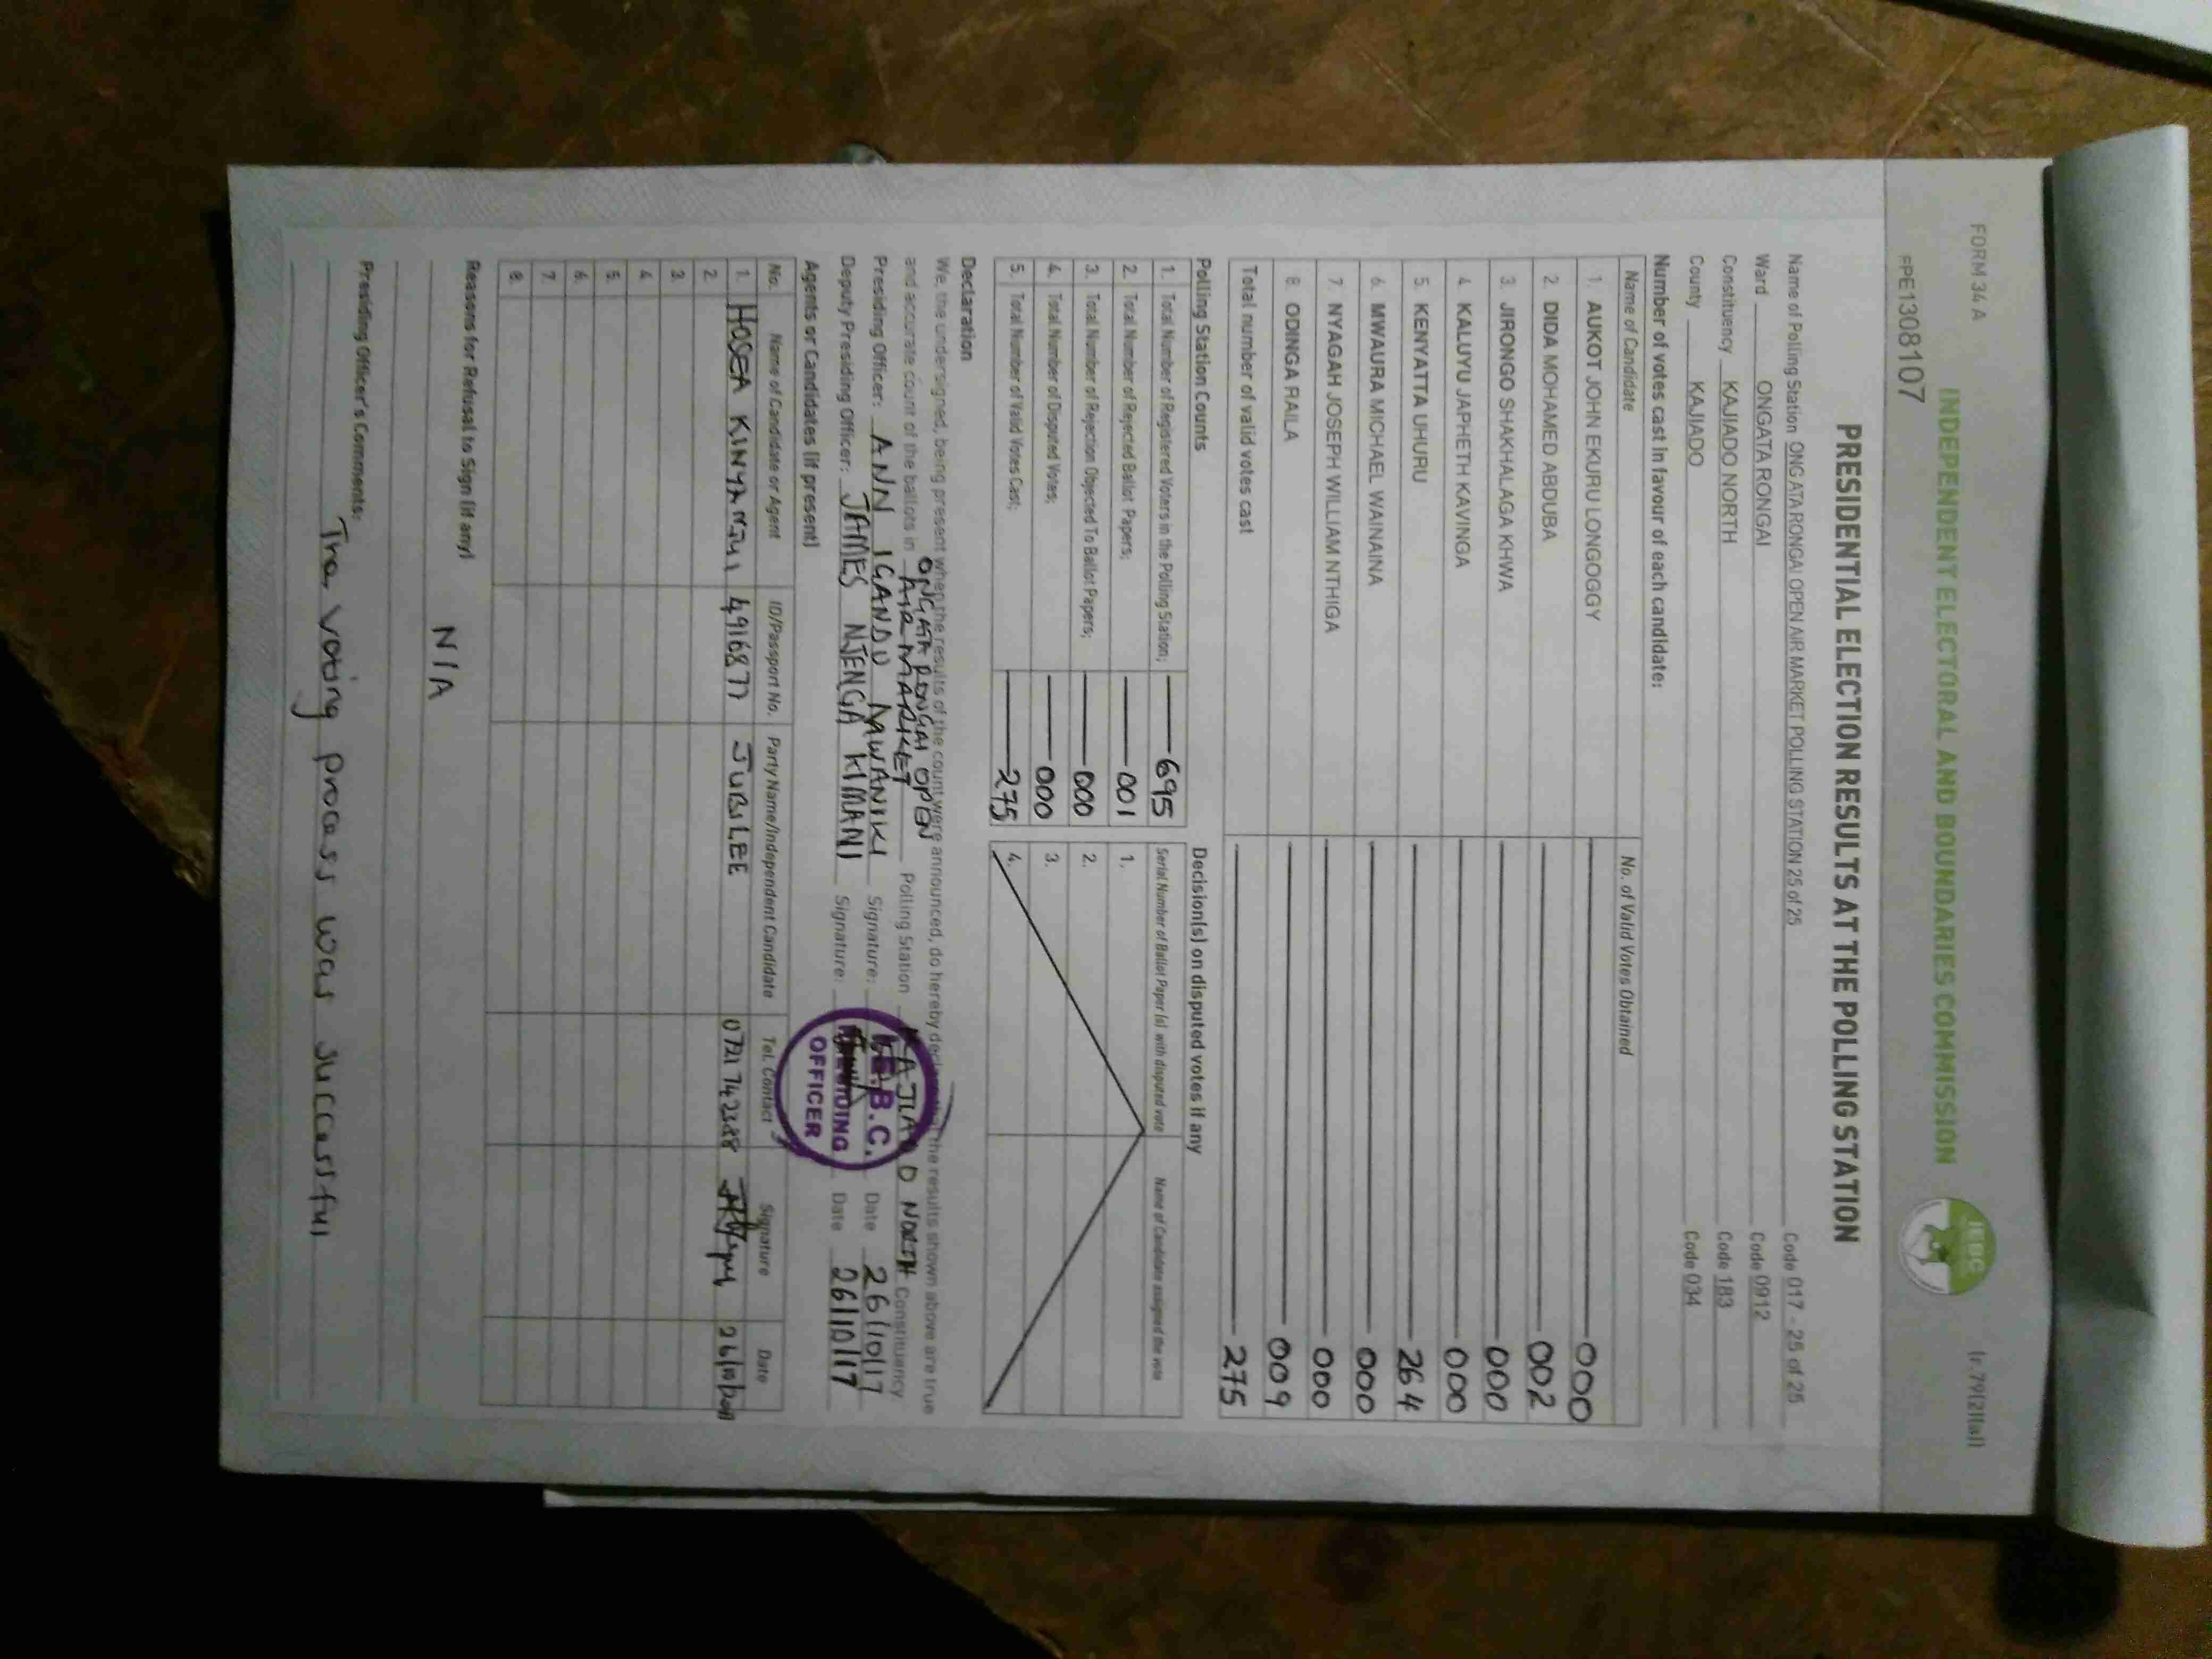 FORM 34 A
(r.79(2)(a))
INDEPENDENT ELECTORAL AND BOUNDARIES COMMISSION
IEBC
PPE1308107
PRESIDENTIAL ELECTION RESULTS AT THE POLLING STATION
Name of Polling Station ONGATA RONGAI OPEN AIR MARKET POLLING STATION 25 of 25 Code 017 - 25 of 25
Ward ONGATA RONGAI Code 0912
Constituency KAJIADO NORTH Code 183
County KAJIADO Code 034
Number of votes cast in favour of each candidate:
Name of Candidate No. of Valid Votes Obtained
1. AUKOT JOHN EKURU LONGOGGY 000
2. DIDA MOHAMED ABDUBA 002
3. JIRONGO SHAKHALAGA KHWA 000
4. KALUYU JAPHETH KAVINGA 000
5. KENYATTA UHURU 264
6. MWAURA MICHAEL WAINAINA 000
7. NYAGAH JOSEPH WILLIAM NTHIGA 000
8. ODINGA RAILA 009
Total number of valid votes cast 275
Polling Station Counts
1. Total Number of Registered Voters in the Polling Station; 695
2. Total Number of Rejected Ballot Papers; 001
3. Total Number of Rejection Objected To Ballot Papers; 000
4. Total Number of Disputed Votes; 000
5. Total Number of Valid Votes Cast; 275
Decision(s) on disputed votes if any
Serial Number of Ballot Paper (s) with disputed vote Name of Candidate assigned the vote
1.
2.
3.
4.
Declaration
We, the undersigned, being present when the results of the count were announced, do hereby declare that the results shown above are true
and accurate count of the ballots in ONGATA RONGAI OPEN AIR MARKET Polling Station KAJIADO NORTH Constituency
Presiding Officer: ANN IGANDU MWANIKI Signature: Date 26/10/17
Deputy Presiding Officer: JAMES NJENGA KIMANI Signature: Date 26/10/17
I.E.B.C.
PRESIDING
OFFICER
Agents or Candidates (if present)
No. Name of Candidate or Agent ID/Passport No. Party Name/Independent Candidate Tel. Contact Signature Date
1. HOSEA KINYANJUI 4916877 JUBILEE 0721742388
2.
3.
4.
5.
6.
7.
8.
Reasons for Refusal to Sign (if any)
N/A
Presiding Officer's Comments:
The voting process was successful